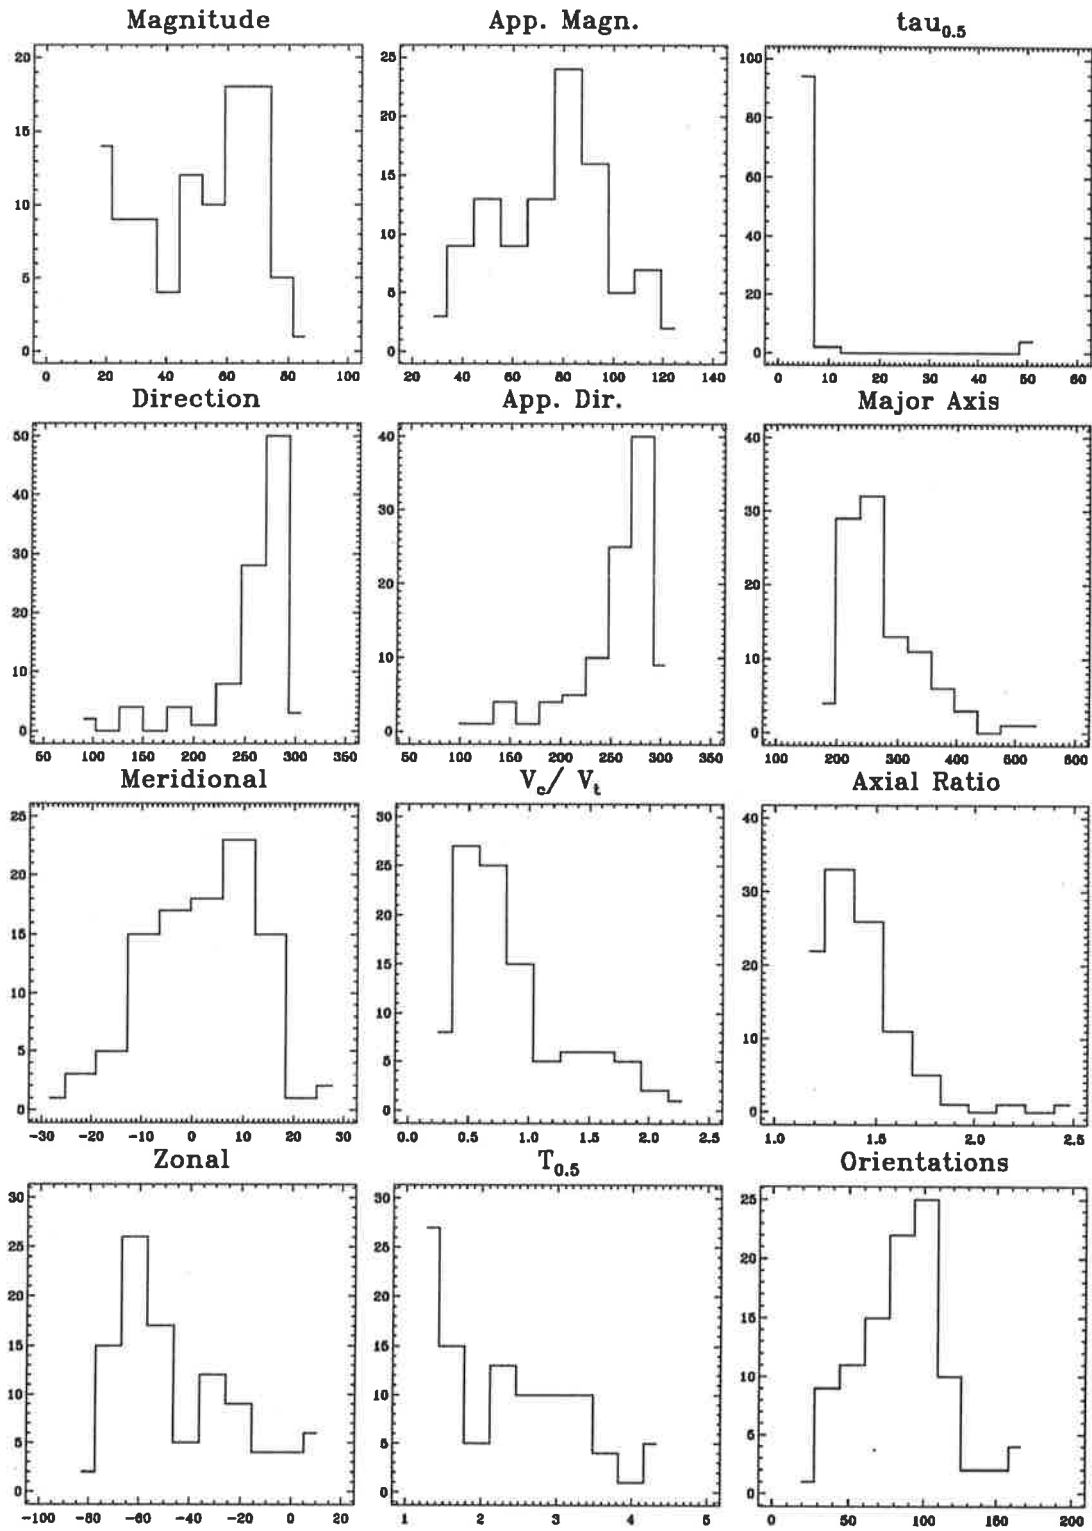 Magnitude
App. Magn.
tau0.5
20
15
10
5
0
0 20 40 60 80 100
25
20
15
10
5
0
20 40 60 80 100 120 140
100
80
60
40
20
0
0 10 20 30 40 50 60
Direction
App. Dir.
Major Axis
50
40
30
20
10
0
50 100 150 200 250 300 350
40
30
20
10
0
50 100 150 200 250 300 350
40
30
20
10
0
100 200 300 400 500 600
Meridional
Vc/ Vt
Axial Ratio
25
20
15
10
5
0
-30 -20 -10 0 10 20 30
30
25
20
15
10
5
0
0.0 0.5 1.0 1.5 2.0 2.5
40
30
20
10
0
1.0 1.5 2.0 2.5
Zonal
T0.5
Orientations
30
25
20
15
10
5
0
-100 -80 -60 -40 -20 0 20
30
25
20
15
10
5
0
1 2 3 4 5
25
20
15
10
5
0
0 50 100 150 200